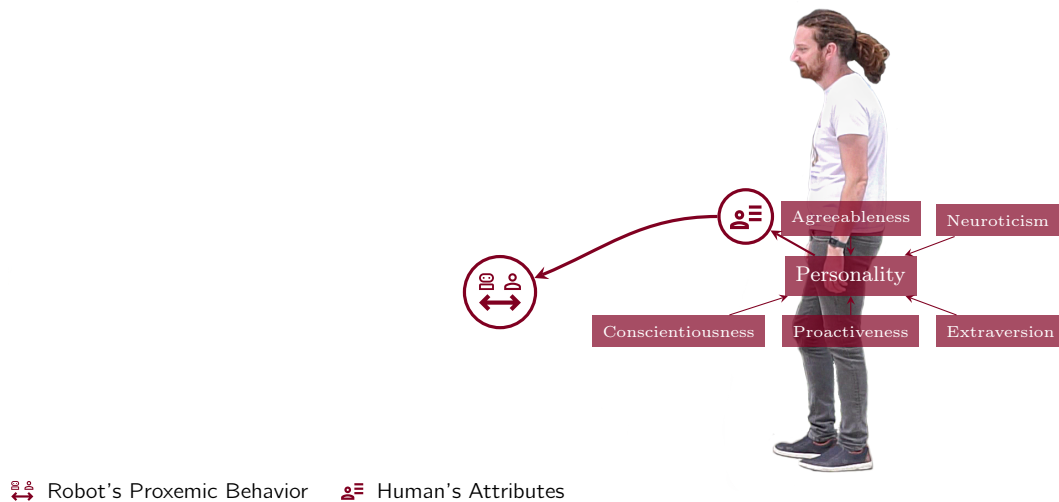 Agreeableness
Neuroticism
Personality
Conscientiousness
Proactiveness
Extraversion
Robot's Proxemic Behavior
Human's Attributes